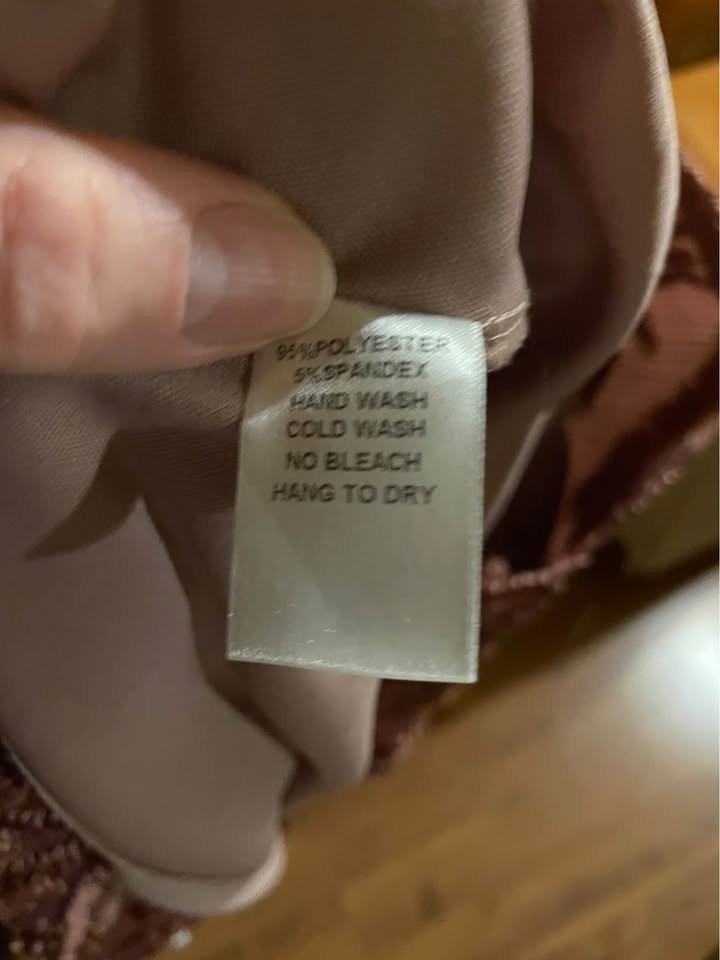 95%POLYESTER
5%SPANDEX
HAND WASH
COLD WASH
NO BLEACH
HANG TO DRY